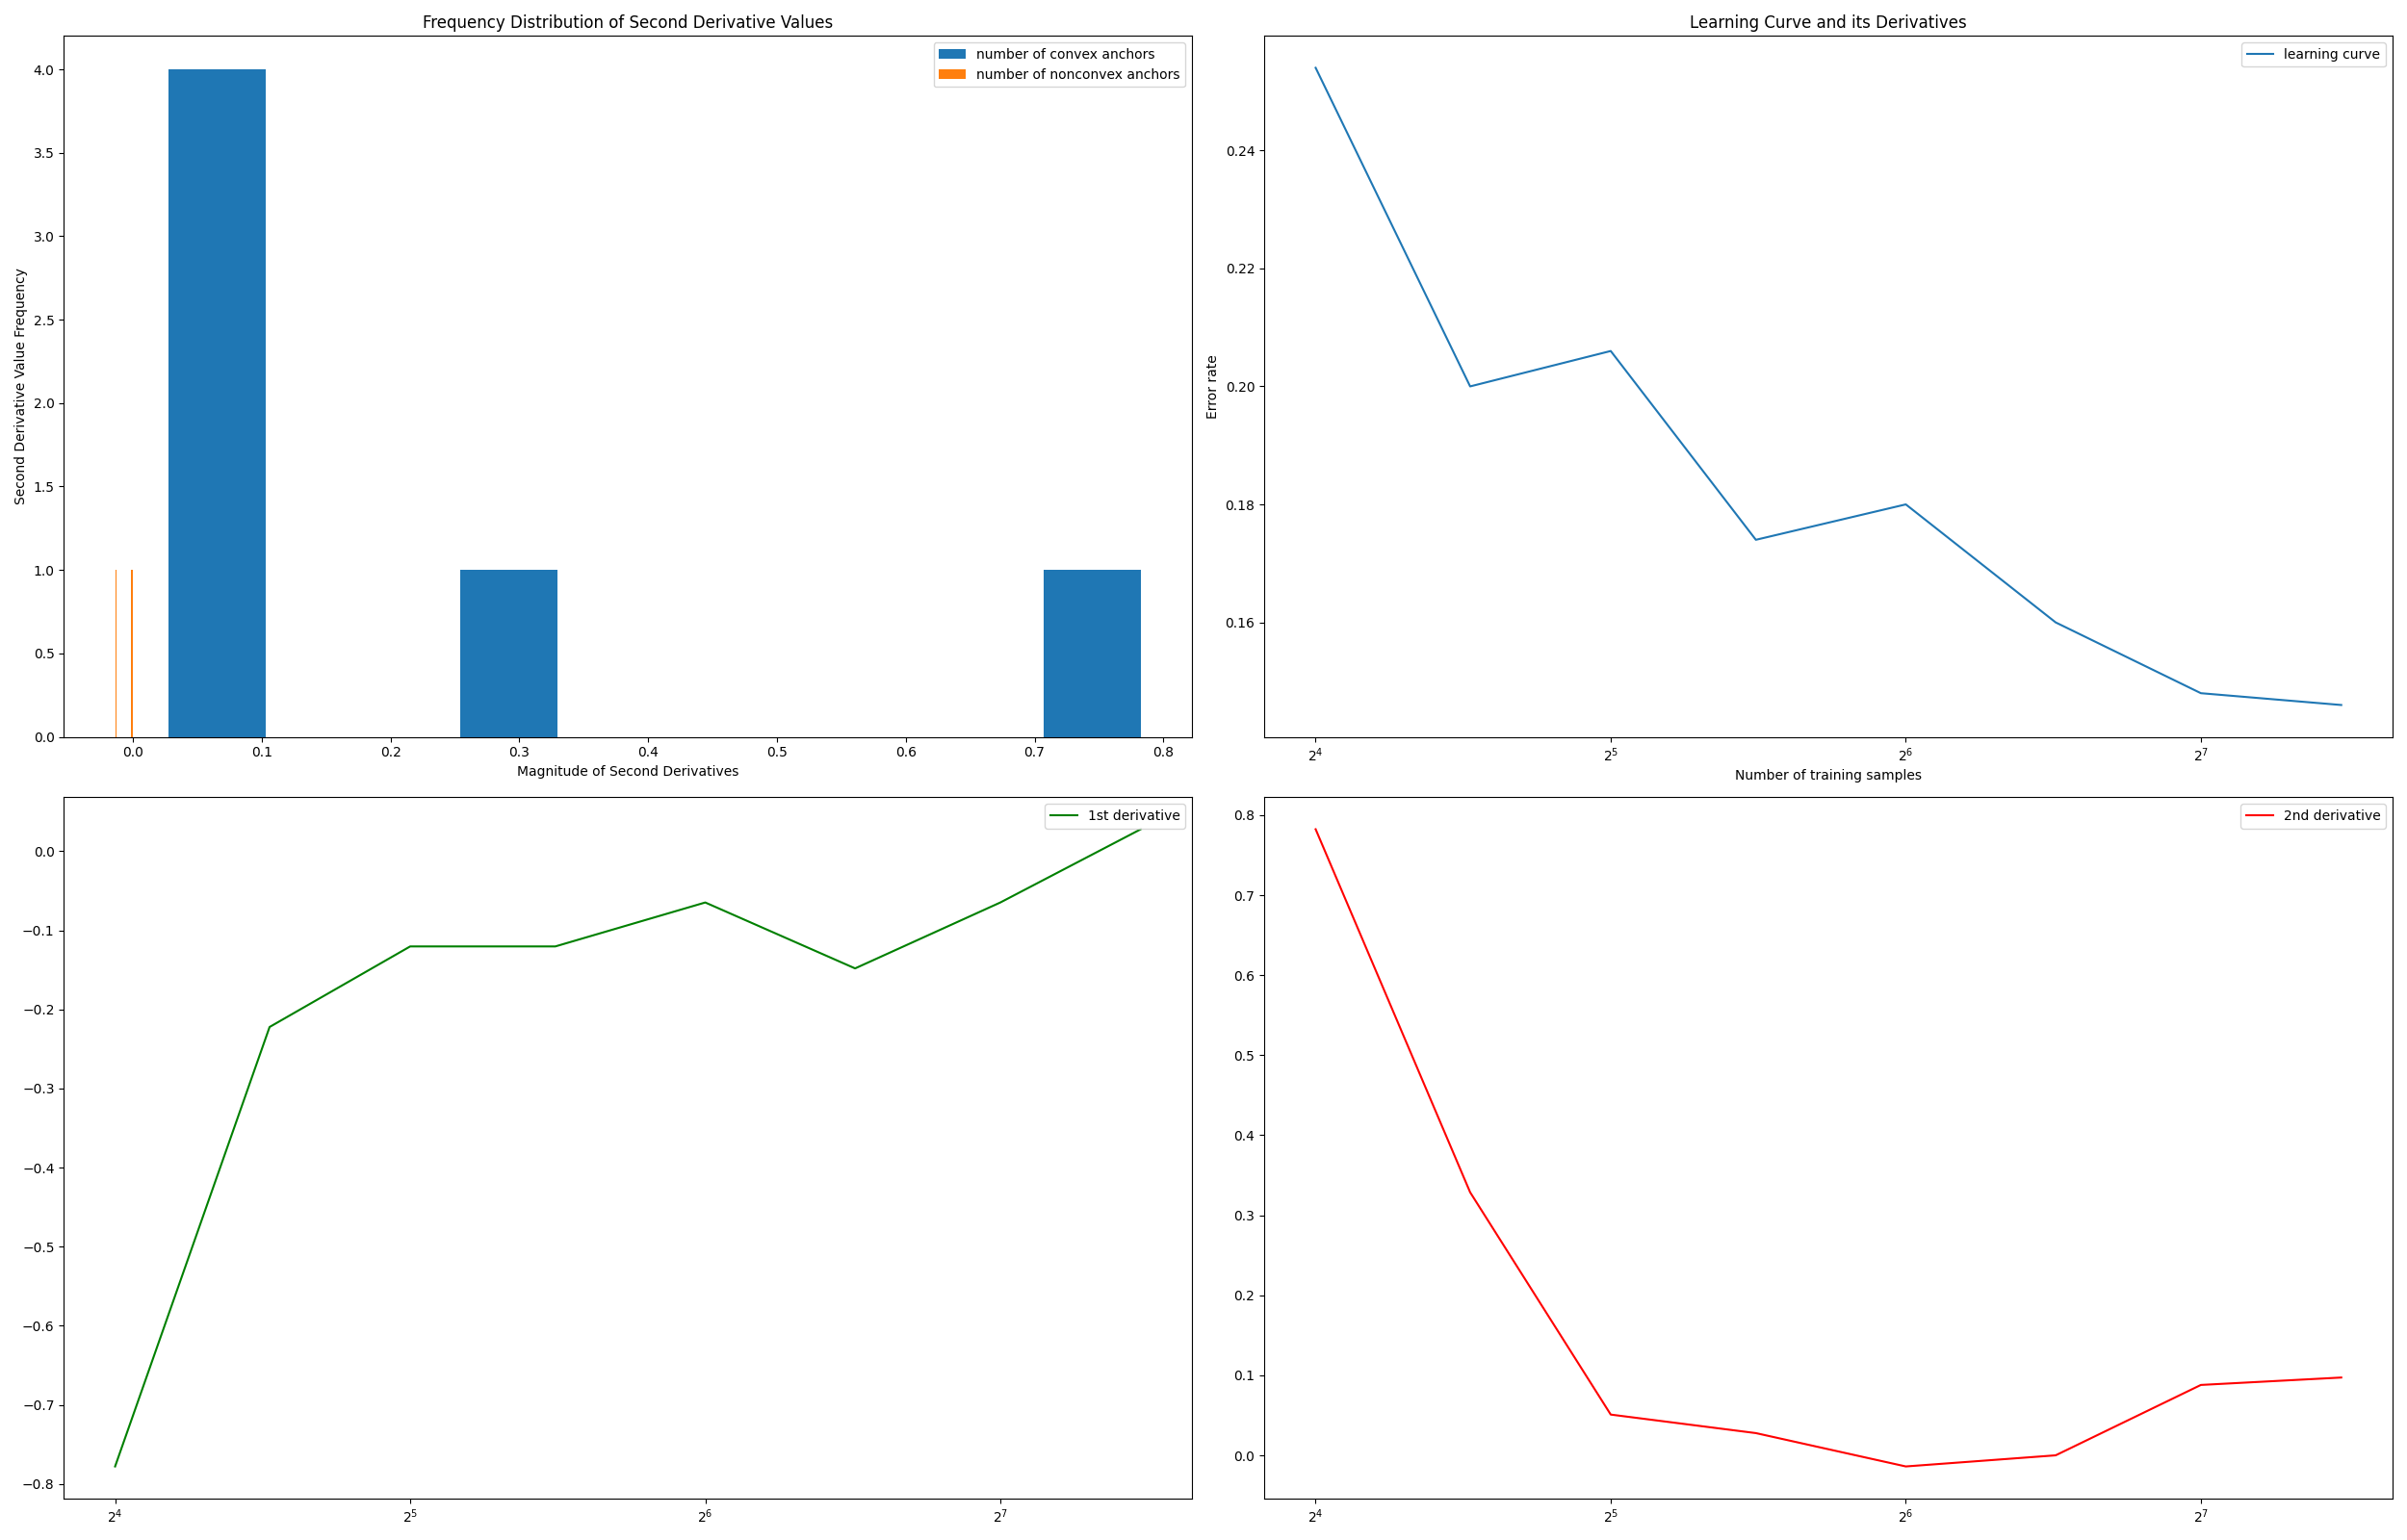 Frequency Distribution of Second Derivative Values
number of convex anchors
number of nonconvex anchors
Second Derivative Value Frequency
4.0
3.5
3.0
2.5
2.0
1.5
1.0
0.5
0.0
0.0 0.1 0.2 0.3 0.4 0.5 0.6 0.7 0.8
Magnitude of Second Derivatives
Learning Curve and its Derivatives
learning curve
Error rate
0.24
0.22
0.20
0.18
0.16
2⁴ 2⁵ 2⁶ 2⁷
Number of training samples
1st derivative
0.0
−0.1
−0.2
−0.3
−0.4
−0.5
−0.6
−0.7
−0.8
2⁴ 2⁵ 2⁶ 2⁷
2nd derivative
0.8
0.7
0.6
0.5
0.4
0.3
0.2
0.1
0.0
2⁴ 2⁵ 2⁶ 2⁷